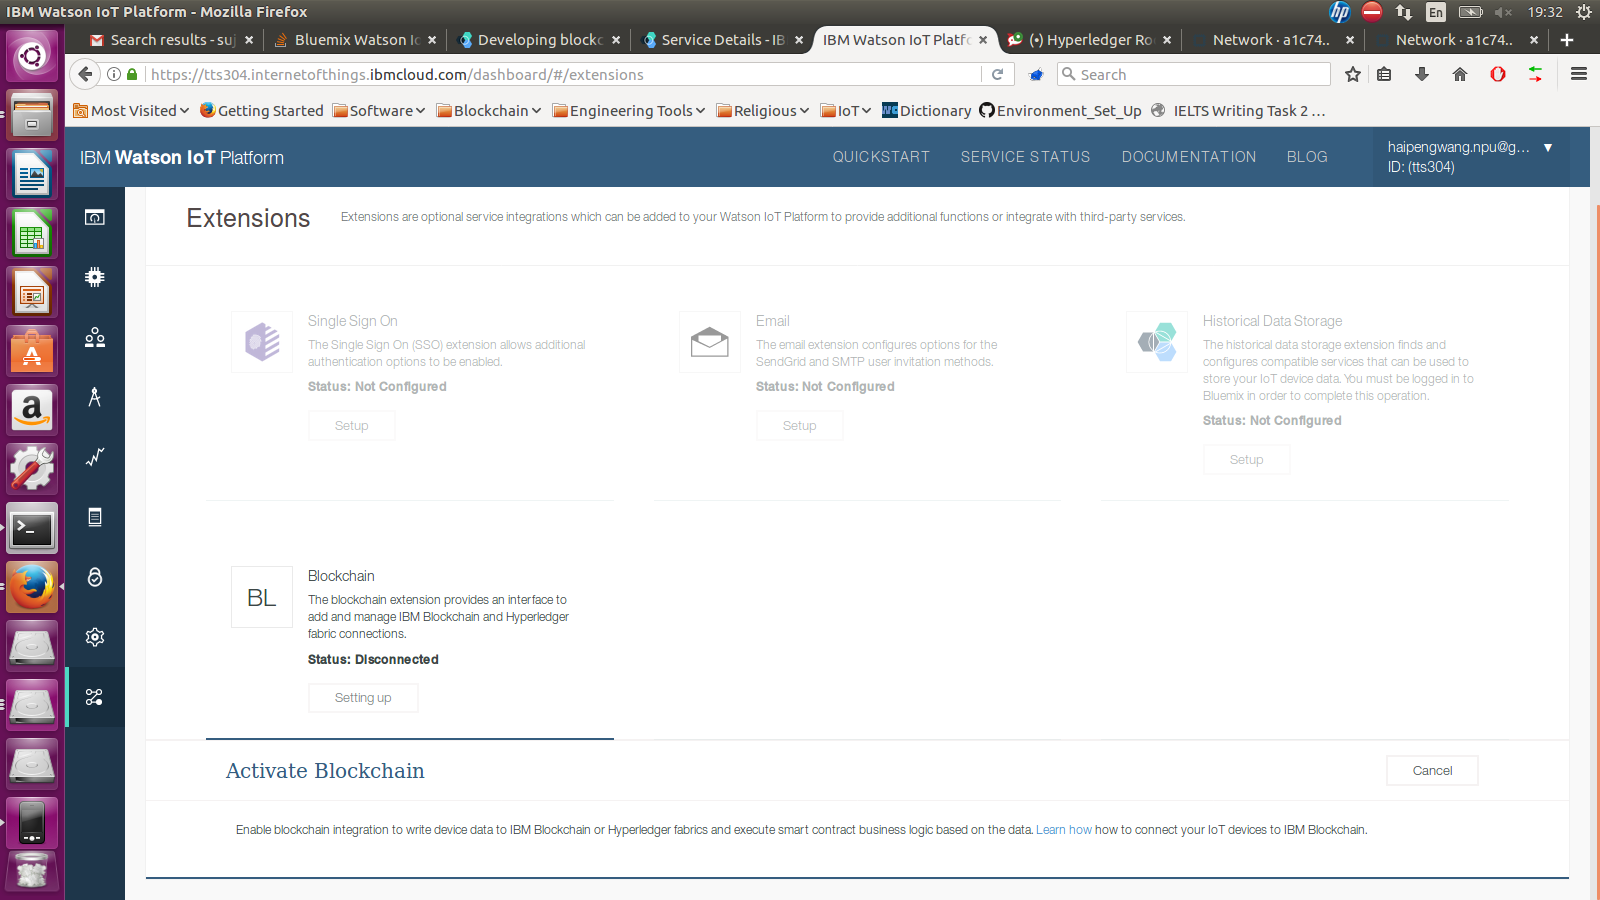 IBM Watson IoT Platform - Mozilla Firefox
En
19:32
Search results - suj
Bluemix Watson Io
Developing blockc
Service Details - IB
IBM Watson IoT Platfo
(•) Hyperledger Ro
Network · a1c74..
Network · a1c74..
https://tts304.internetofthings.ibmcloud.com/dashboard/#/extensions
Search
Most Visited
Getting Started
Software
Blockchain
Engineering Tools
Religious
IoT
Dictionary
Environment_Set_Up
IELTS Writing Task 2 ...
IBM Watson IoT Platform
QUICKSTART
SERVICE STATUS
DOCUMENTATION
BLOG
haipengwang.npu@g...
ID: (tts304)
Extensions
Extensions are optional service integrations which can be added to your Watson IoT Platform to provide additional functions or integrate with third-party services.
Single Sign On
The Single Sign On (SSO) extension allows additional
authentication options to be enabled.
Status: Not Configured
Setup
Email
The email extension configures options for the
SendGrid and SMTP user invitation methods.
Status: Not Configured
Setup
Historical Data Storage
The historical data storage extension finds and
configures compatible services that can be used to
store your IoT device data. You must be logged in to
Bluemix in order to complete this operation.
Status: Not Configured
Setup
BL
Blockchain
The blockchain extension provides an interface to
add and manage IBM Blockchain and Hyperledger
fabric connections.
Status: Disconnected
Setting up
Activate Blockchain
Cancel
Enable blockchain integration to write device data to IBM Blockchain or Hyperledger fabrics and execute smart contract business logic based on the data. Learn how how to connect your IoT devices to IBM Blockchain.